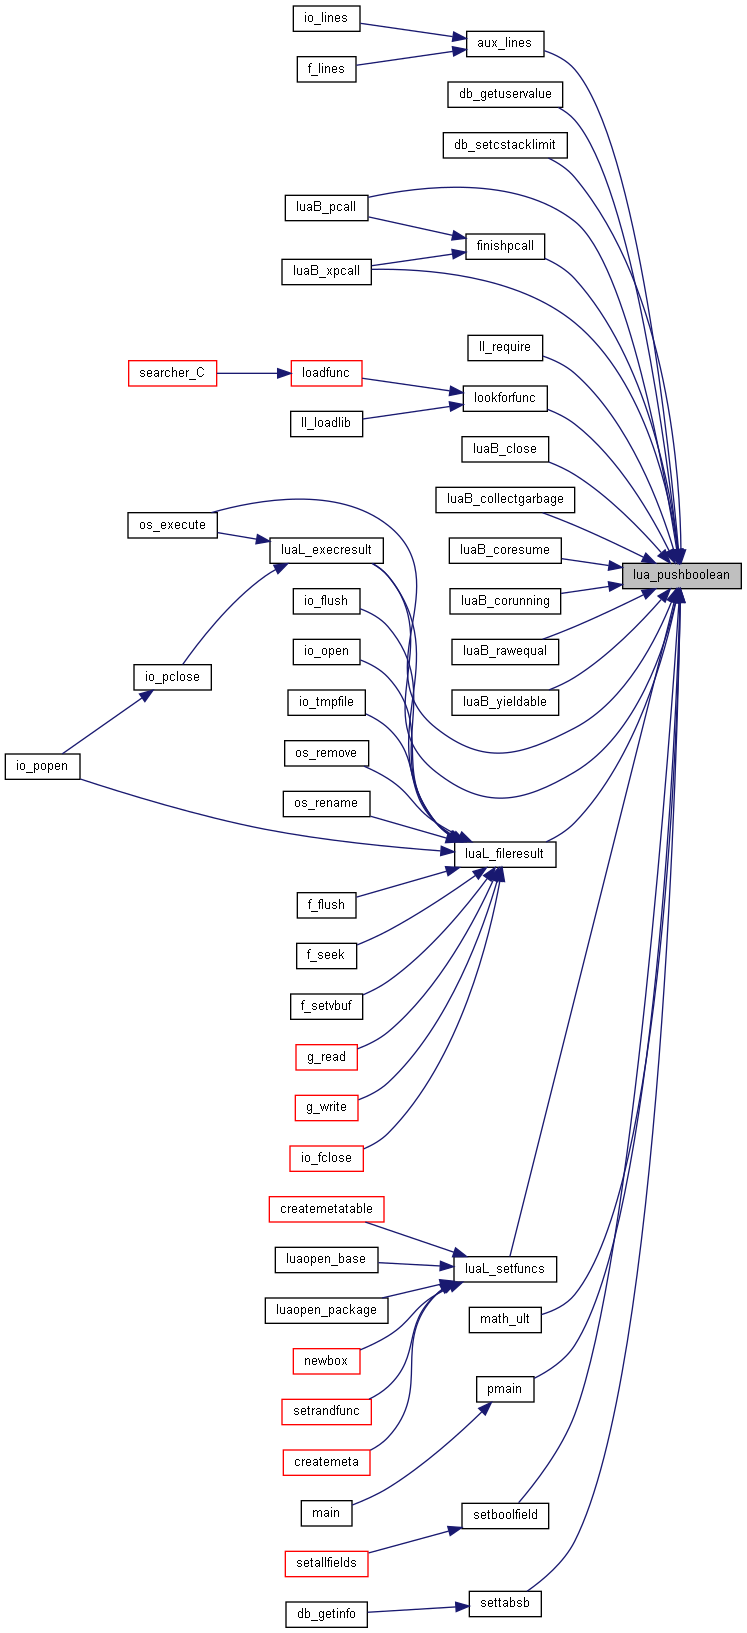 io_lines
aux_lines
f_lines
db_getuservalue
db_setcstacklimit
luaB_pcall
finishpcall
luaB_xpcall
ll_require
searcher_C
loadfunc
lookforfunc
ll_loadlib
luaB_close
luaB_collectgarbage
os_execute
luaL_execresult
luaB_coresume
lua_pushboolean
io_flush
luaB_corunning
io_open
luaB_rawequal
io_pclose
io_tmpfile
luaB_yieldable
os_remove
io_popen
os_rename
luaL_fileresult
f_flush
f_seek
f_setvbuf
g_read
g_write
io_fclose
createmetatable
luaopen_base
luaL_setfuncs
luaopen_package
math_ult
newbox
pmain
setrandfunc
createmeta
main
setboolfield
setallfields
settabsb
db_getinfo